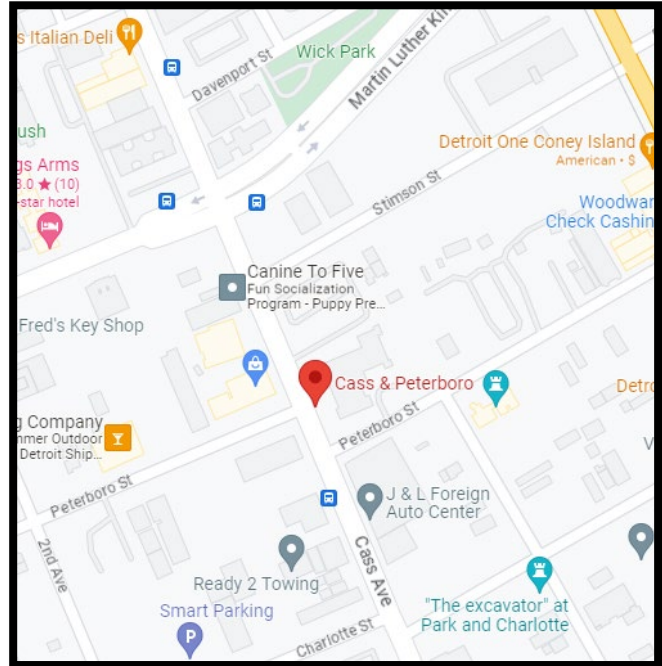 s Italian Deli
Davenport St
Wick Park
Martin Luther Kin
ush
gs Arms
3.0 ★ (10)
-star hotel
Detroit One Coney Island
American • $
Stimson St
Woodwar
Check Cashin
Canine To Five
Fun Socialization
Program - Puppy Pre...
Fred's Key Shop
Cass & Peterboro
Detro
g Company
nmer Outdoor
Detroit Ship...
Peterboro St
V
Peterboro St
J & L Foreign
Auto Center
2nd Ave
Cass Ave
Ready 2 Towing
Smart Parking
P
"The excavator" at
Park and Charlotte
Charlotte St